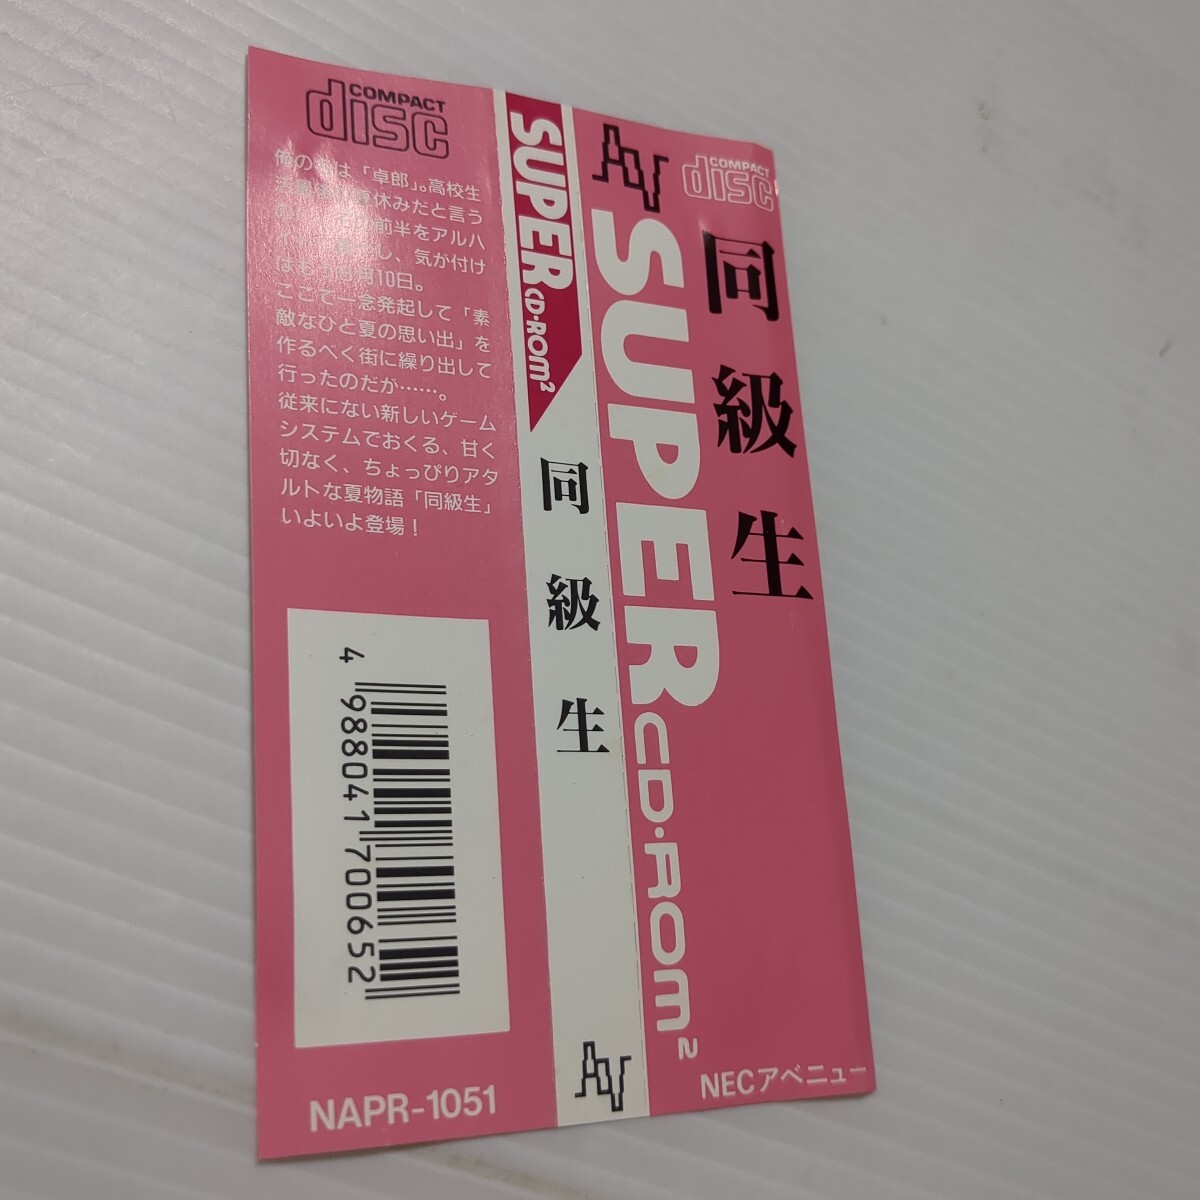 COMPACT
disc
俺の は「卓郎」。高校生
休みだと言う
前半をアルバ
し、気が付け
は 月10日。
ここで一念発起して「素
敵なひと夏の思い出」を
作るべく街に繰り出して
行ったのだが……。
従来にない新しいゲーム
システムでおくる、甘く
切なく、ちょっぴりアダ
ルトな夏物語「同級生」
いよいよ登場！
4 988041 700652
NAPR-1051
SUPER CD・ROM²
同級生
AV
AV
COMPACT
disc
SUPER CD・ROM²
同級生
NECアベニュー